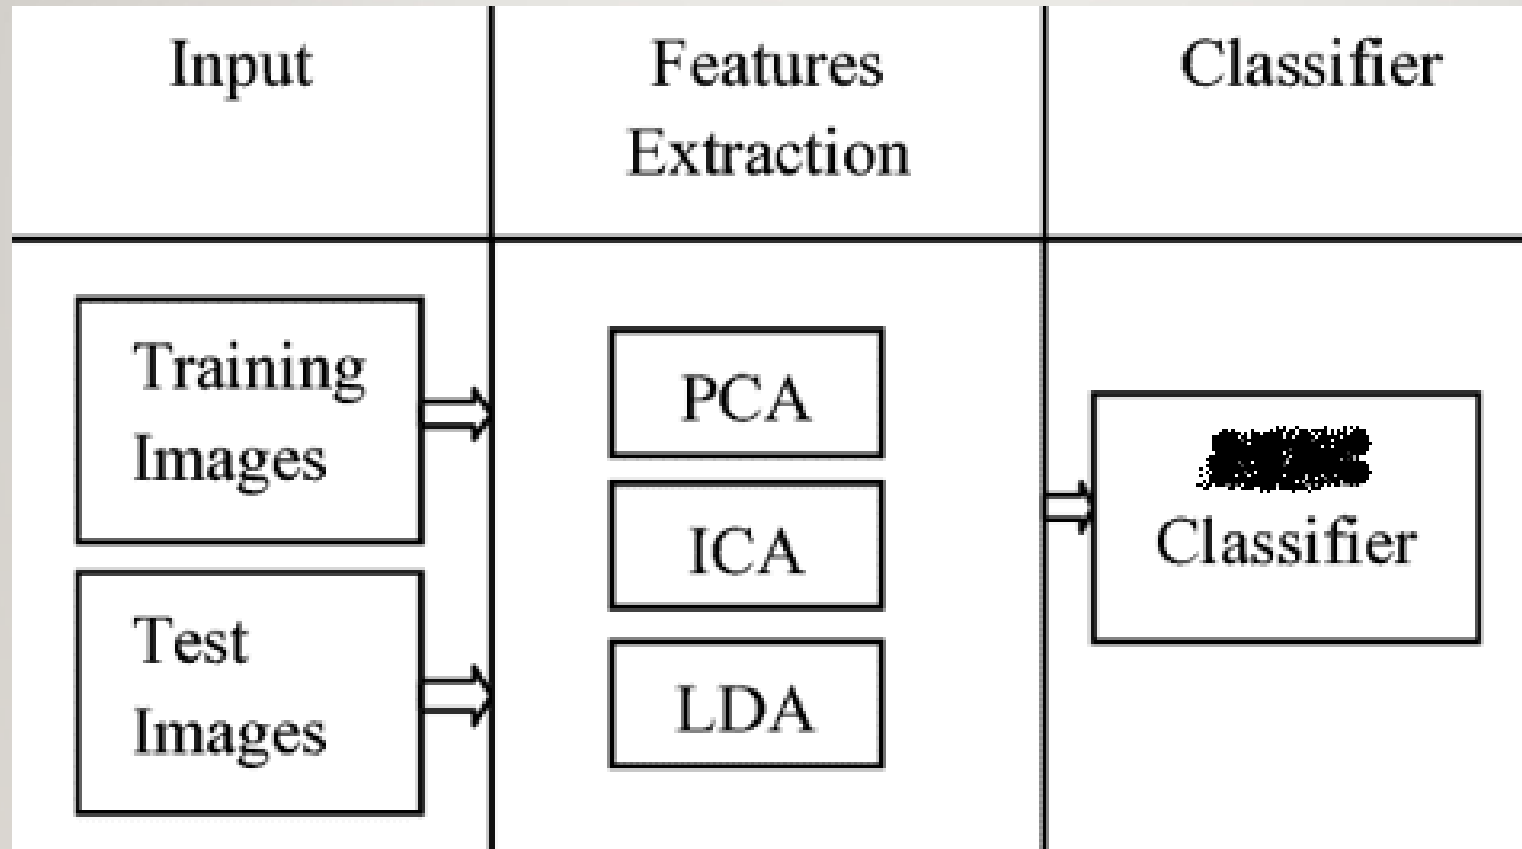 Input
Features
Extraction
Classifier
Training
Images
Test
Images
PCA
ICA
LDA
Classifier